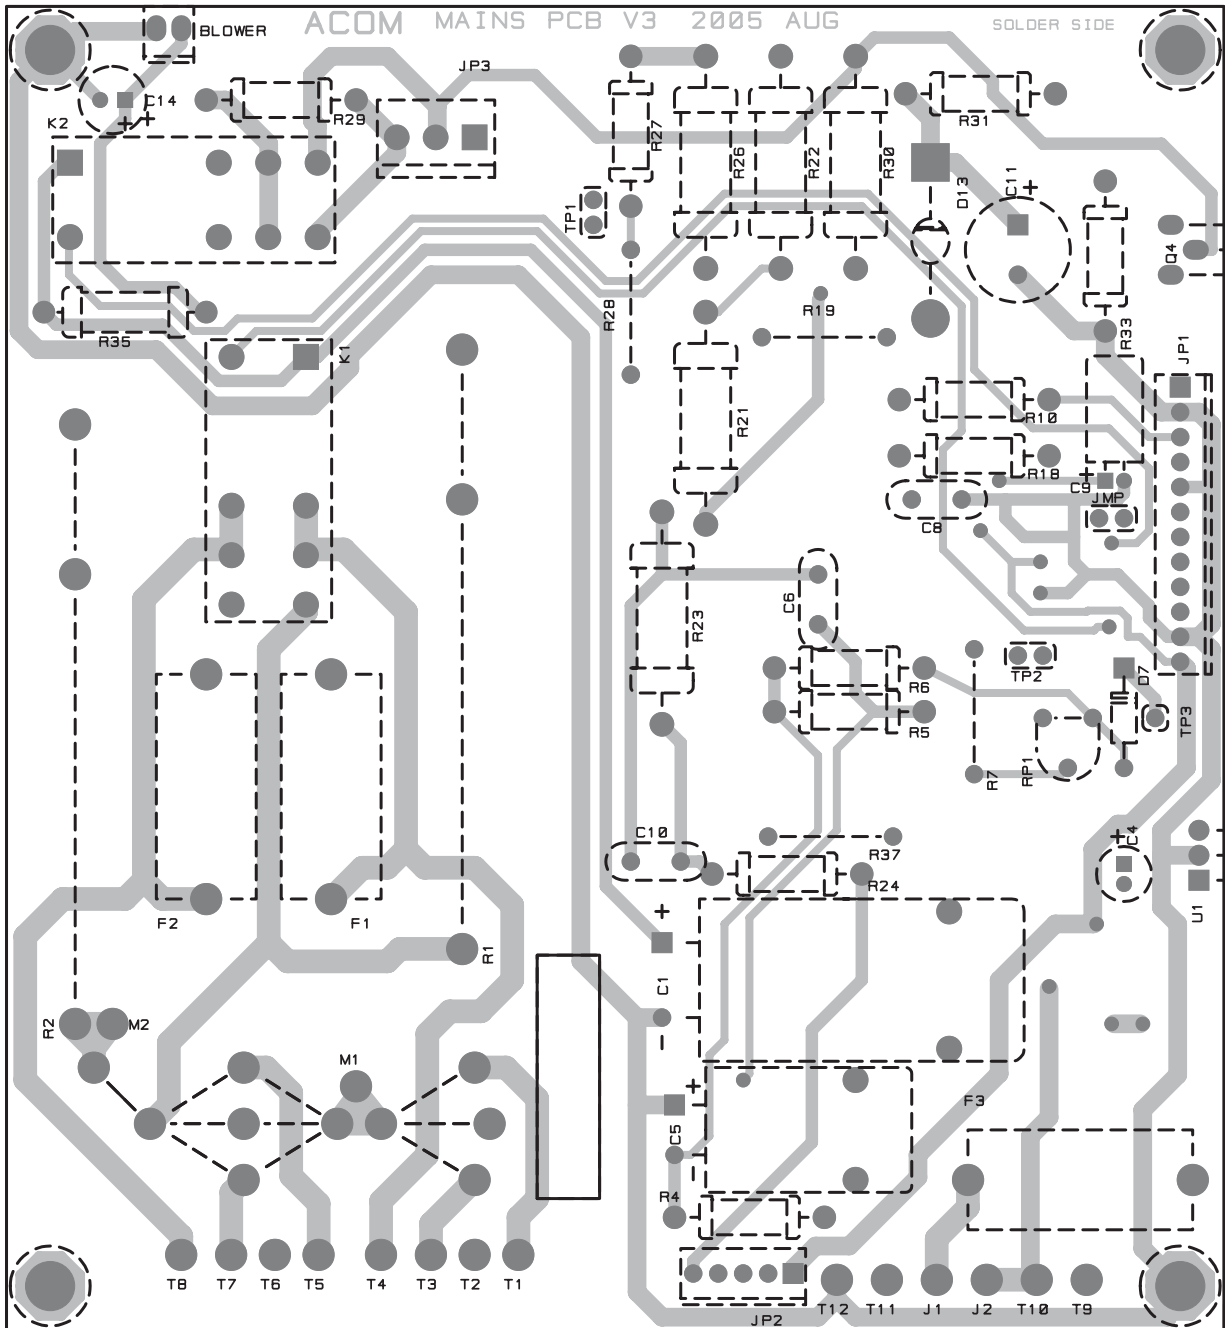 ACOM MAINS PCB V3 2005 AUG SOLDER SIDE
BLOWER
JP3
C14
K2
R29
R27
R26
R22
R30
R31
D13
C11
TP1
Q4
R28
R19
R35
K1
R33
JP1
R21
R10
R18
C9
JMP
C8
C6
R23
R6
TP2
D7
R5
TP3
R7
RP1
C10
R37
C4
R24
F2
F1
R1
U1
C1
R2
M2
M1
F3
C5
R4
T8 T7 T6 T5 T4 T3 T2 T1
JP2
T12 T11 J1 J2 T10 T9